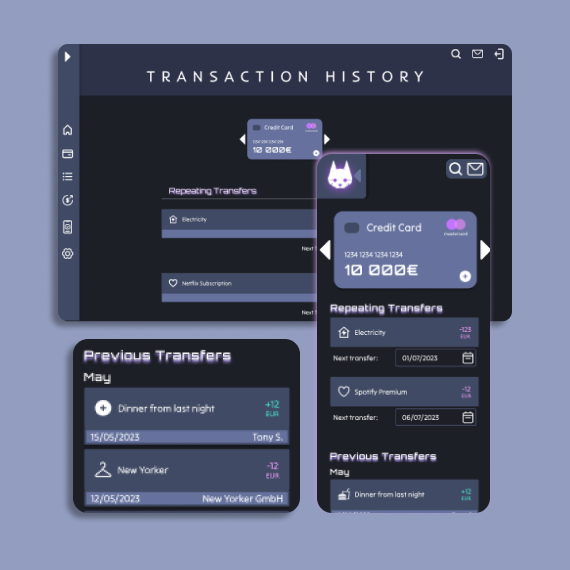 TRANSACTION HISTORY
Credit Card
1234 1234 1234 1234
10 000€
Repeating Transfers
Electricity
Next
Netflix Subscription
Next
Credit Card
mastercard
1234 1234 1234 1234
10 000€
Repeating Transfers
Electricity
-123
EUR
Next transfer:
01/07/2023
Spotify Premium
-12
EUR
Next transfer:
06/07/2023
Previous Transfers
May
Dinner from last night
+12
EUR
Previous Transfers
May
Dinner from last night
+12
EUR
15/05/2023
Tony S.
New Yorker
-12
EUR
12/05/2023
New Yorker GmbH